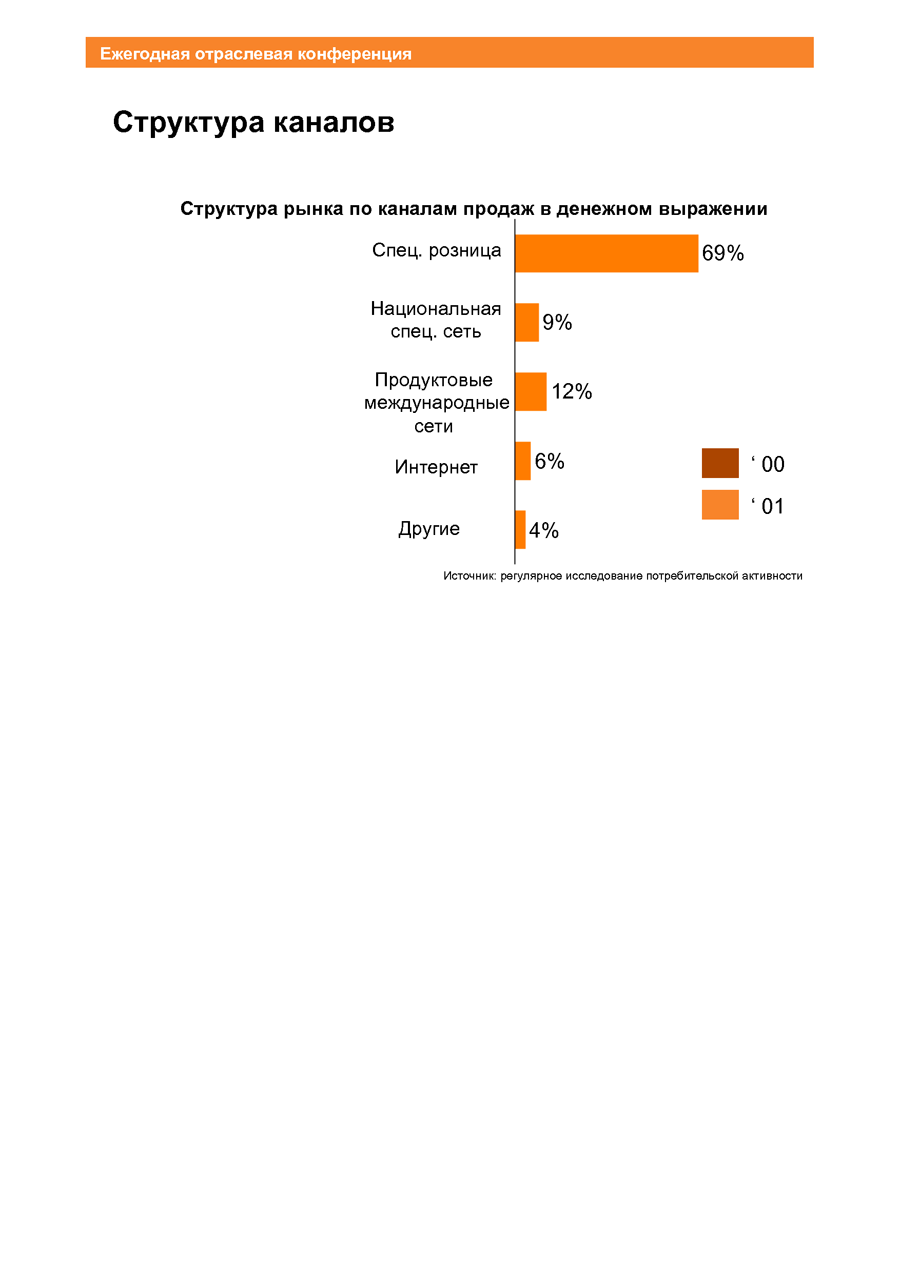 Ежегодная отраслевая конференция
Структура каналов
Структура рынка по каналам продаж в денежном выражении
Спец. розница
69%
Национальная
спец. сеть
9%
Продуктовые
международные
сети
12%
Интернет
6%
Другие
4%
‘ 00
‘ 01
Источник: регулярное исследование потребительской активности